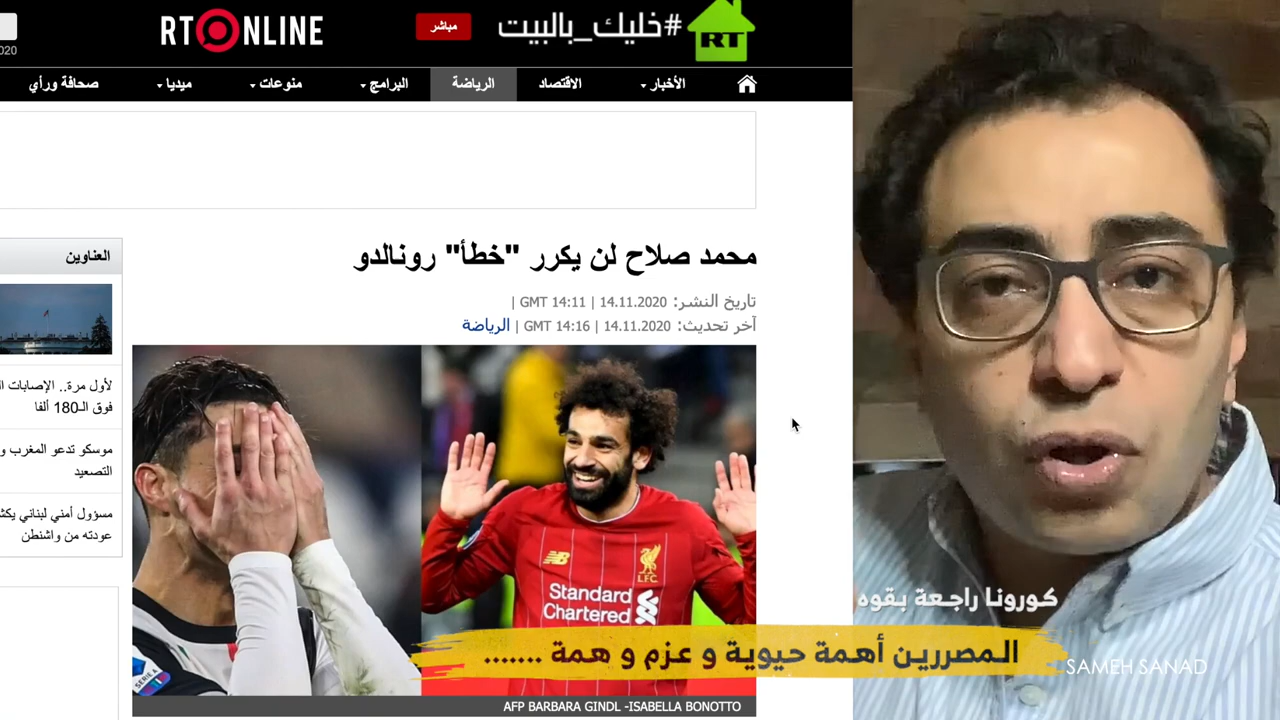 RT ONLINE
مباشر
#خليك_بالبيت
RT
020
الأخبار
الاقتصاد
الرياضة
البرامج
منوعات
ميديا
صحافة ورأي
محمد صلاح لن يكرر "خطأ" رونالدو
تاريخ النشر: 14.11.2020 | 14:11 GMT |
آخر تحديث: 14.11.2020 | 14:16 GMT | الرياضة
العناوين
لأول مرة.. الإصابات ا
فوق الـ180 ألفا
موسكو تدعو المغرب و
التصعيد
مسؤول أمني لبناني يكش
عودته من واشنطن
SERIE
L.F.C.
Standard
Chartered
AFP BARBARA GINDL -ISABELLA BONOTTO
كورونا راجعة بقوه
المصررين أهمة حيوية و عزم و همة .......
SAMEH SANAD